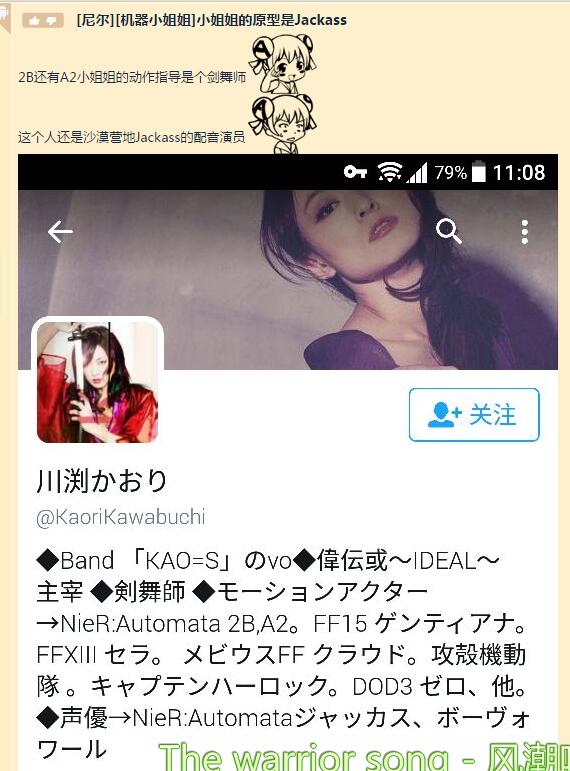 [尼尔][机器小姐姐]小姐姐的原型是Jackass
2B还有A2小姐姐的动作指导是个剑舞师
这个人还是沙漠营地Jackass的配音演员
79% 11:08
关注
川渕かおり
@KaoriKawabuchi
◆Band 「KAO=S」のvo◆偉伝或～IDEAL～
主宰 ◆剣舞師 ◆モーションアクター
→NieR:Automata 2B,A2。FF15 ゲンティアナ。
FFXIII セラ。 メビウスFF クラウド。攻殻機動
隊 。キャプテンハーロック。DOD3 ゼロ、他。
◆声優→NieR:Automataジャッカス、ボーヴォ
ワール
The warrior song - 风潮